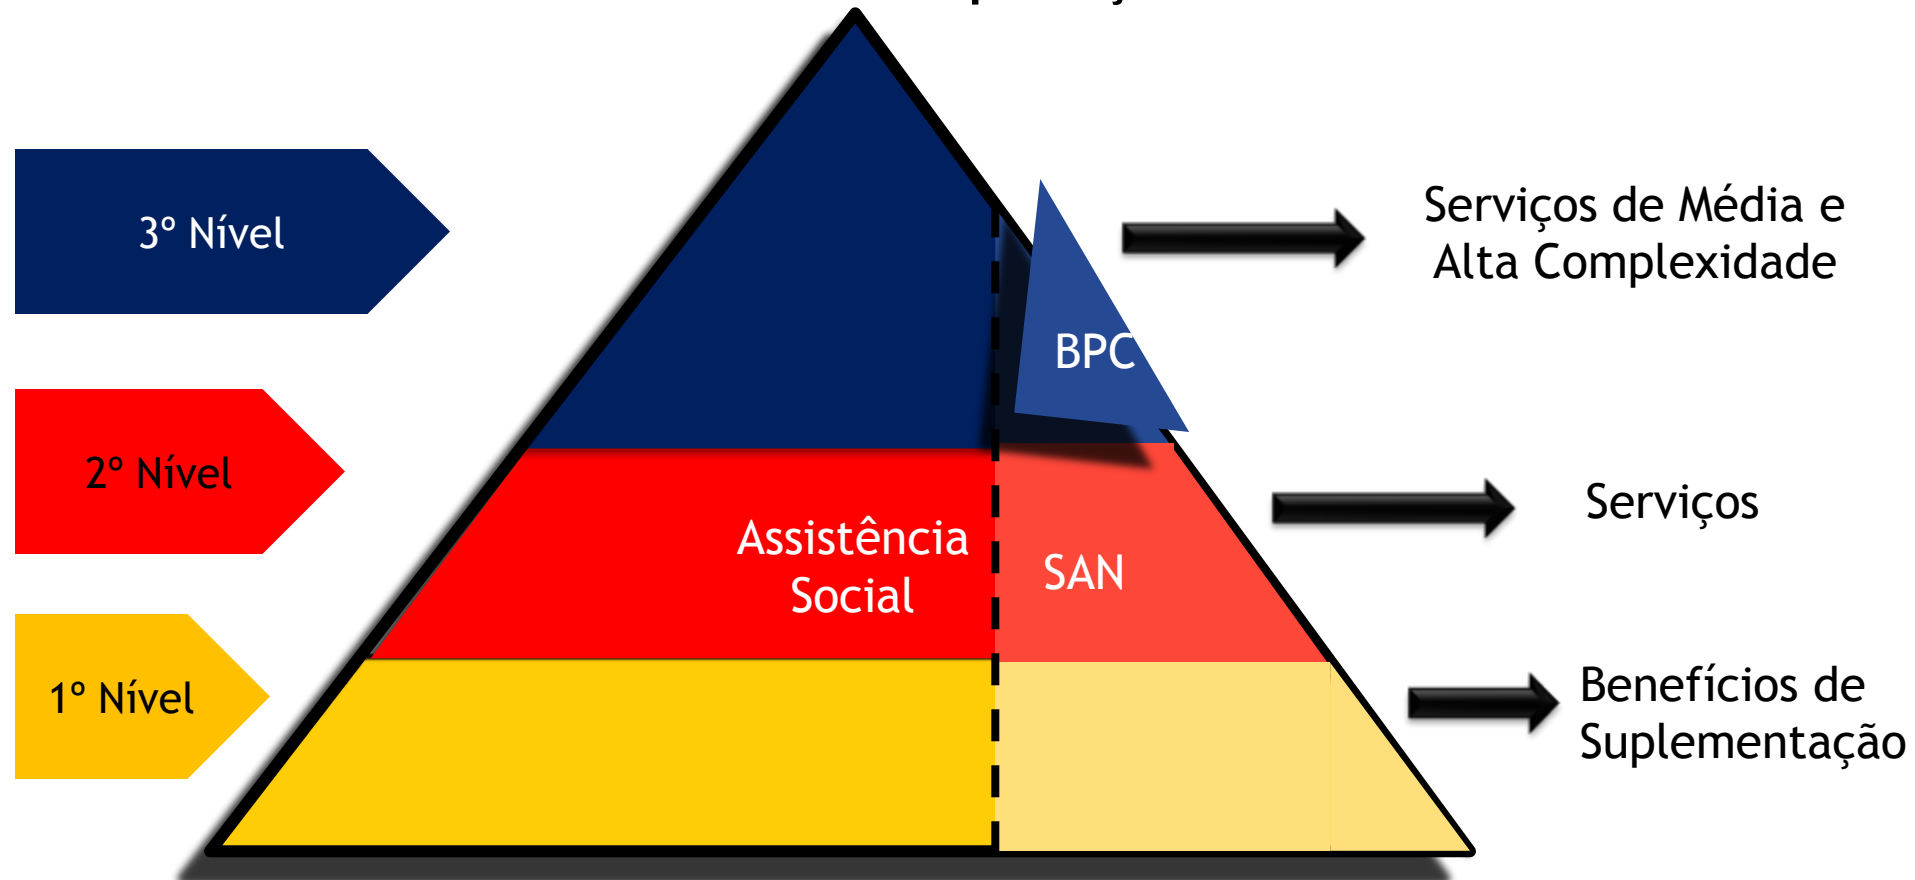 3º Nível
Serviços de Média e
Alta Complexidade
BPC
2º Nível
Serviços
Assistência
Social
SAN
1º Nível
Benefícios de
Suplementação